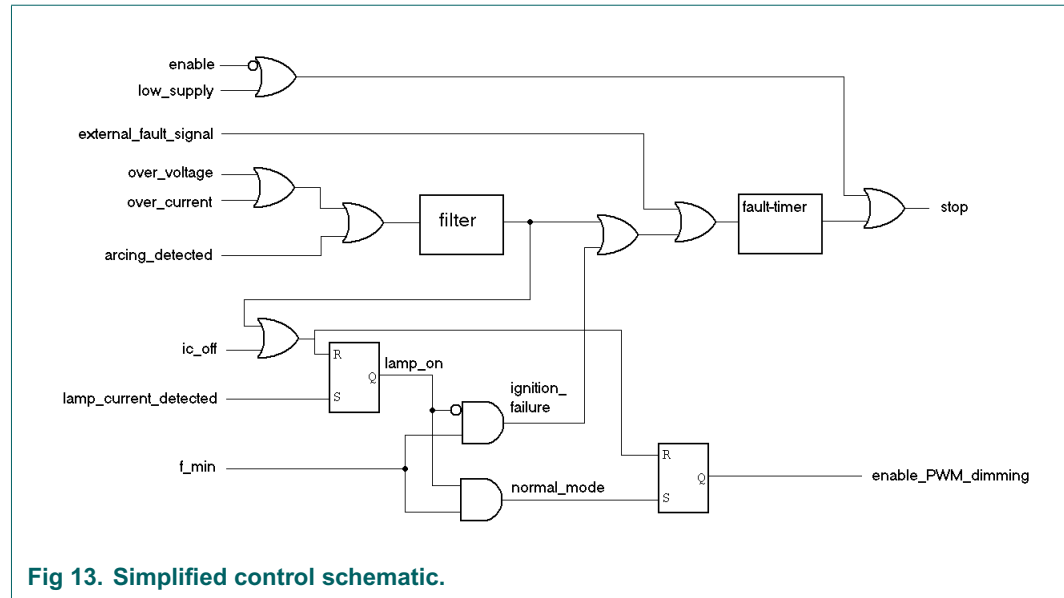 enable
low_supply
external_fault_signal
over_voltage
over_current
arcing_detected
filter
fault-timer
stop
ic_off
R
Q
S
lamp_on
lamp_current_detected
ignition_
failure
f_min
normal_mode
R
Q
S
enable_PWM_dimming
Fig 13. Simplified control schematic.